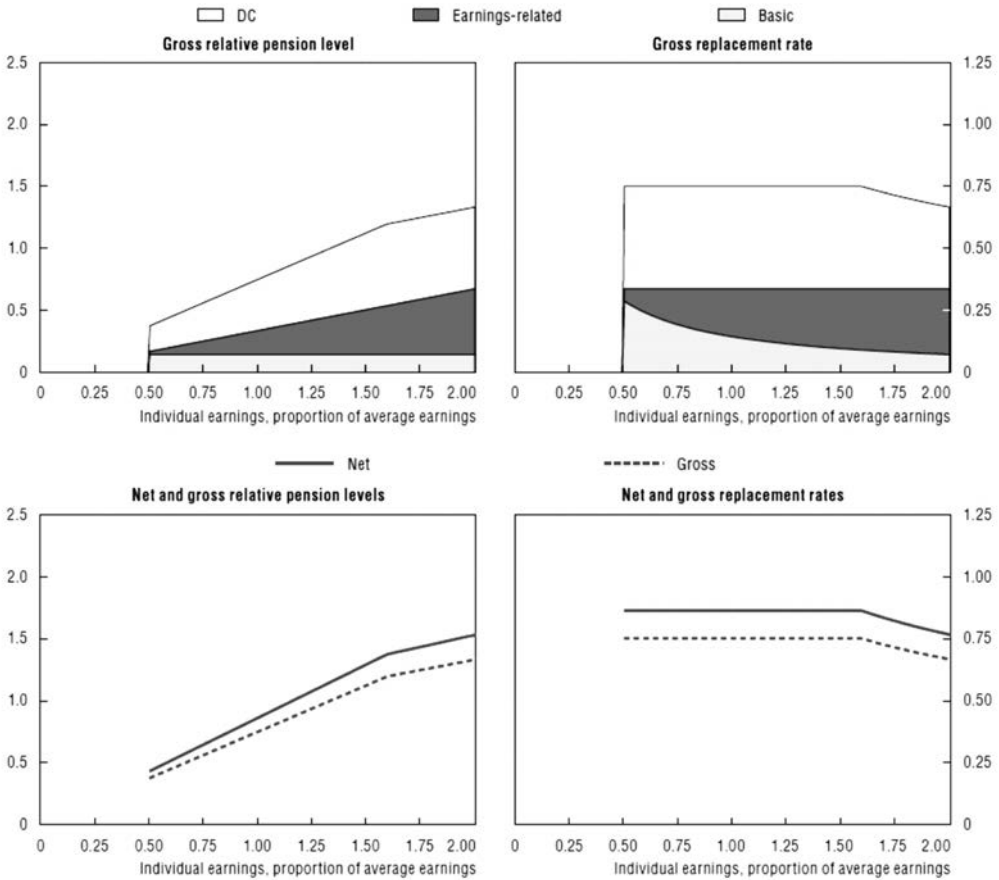 DC Earnings-related Basic
Gross relative pension level
2.5
2.0
1.5
1.0
0.5
0
0 0.25 0.50 0.75 1.00 1.25 1.50 1.75 2.00
Individual earnings, proportion of average earnings
Gross replacement rate
1.25
1.00
0.75
0.50
0.25
0
0 0.25 0.50 0.75 1.00 1.25 1.50 1.75 2.00
Individual earnings, proportion of average earnings
Net Gross
Net and gross relative pension levels
2.5
2.0
1.5
1.0
0.5
0
0 0.25 0.50 0.75 1.00 1.25 1.50 1.75 2.00
Individual earnings, proportion of average earnings
Net and gross replacement rates
1.25
1.00
0.75
0.50
0.25
0
0 0.25 0.50 0.75 1.00 1.25 1.50 1.75 2.00
Individual earnings, proportion of average earnings